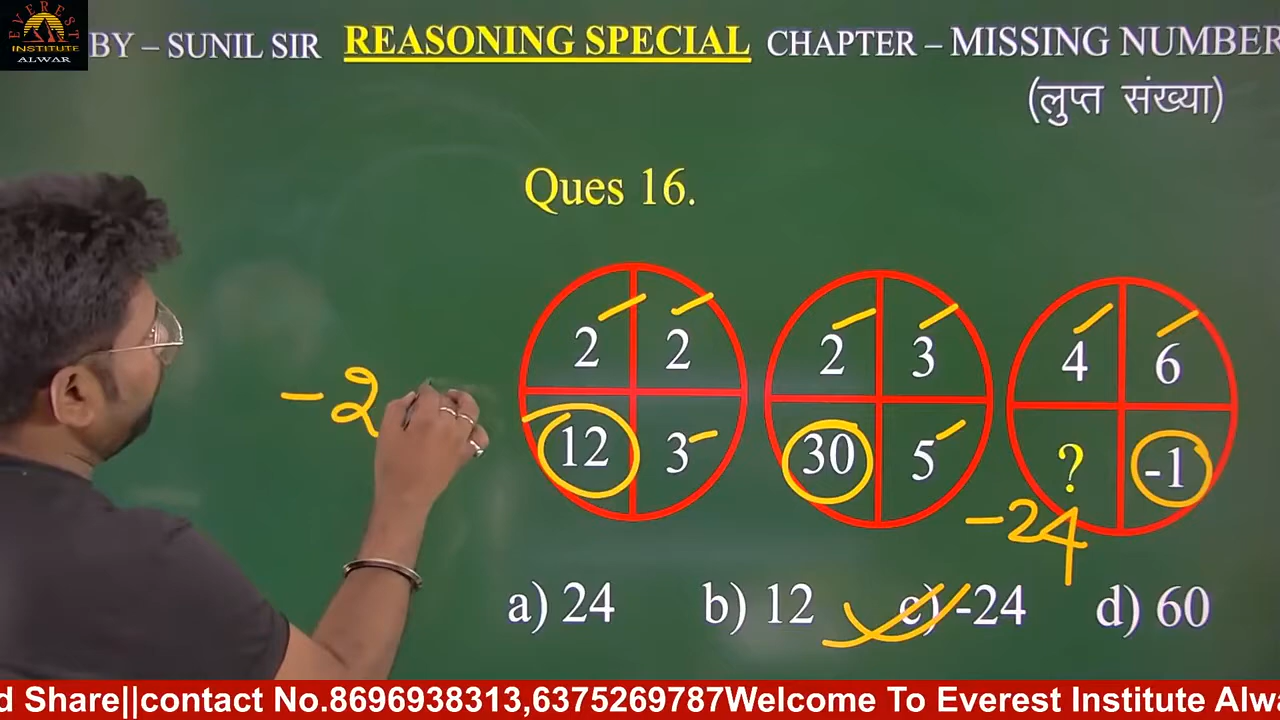 EVEREST
INSTITUTE
ALWAR
BY – SUNIL SIR REASONING SPECIAL CHAPTER – MISSING NUMBER
(लुप्त संख्या)
Ques 16.
2 2 2 3 4 6
12 3 30 5 ? -1
-2
-24
a) 24 b) 12 c) -24 d) 60
d Share||contact No.8696938313,6375269787Welcome To Everest Institute Alwa